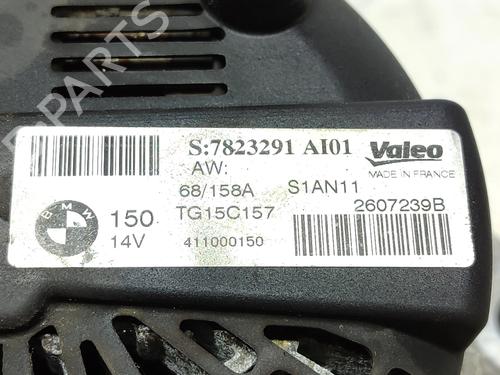 B-PARTS
S:7823291 AI01 Valeo
AW: MADE IN FRANCE
68/158A S1AN11
BMW 150 TG15C157 2607239B
14V 411000150